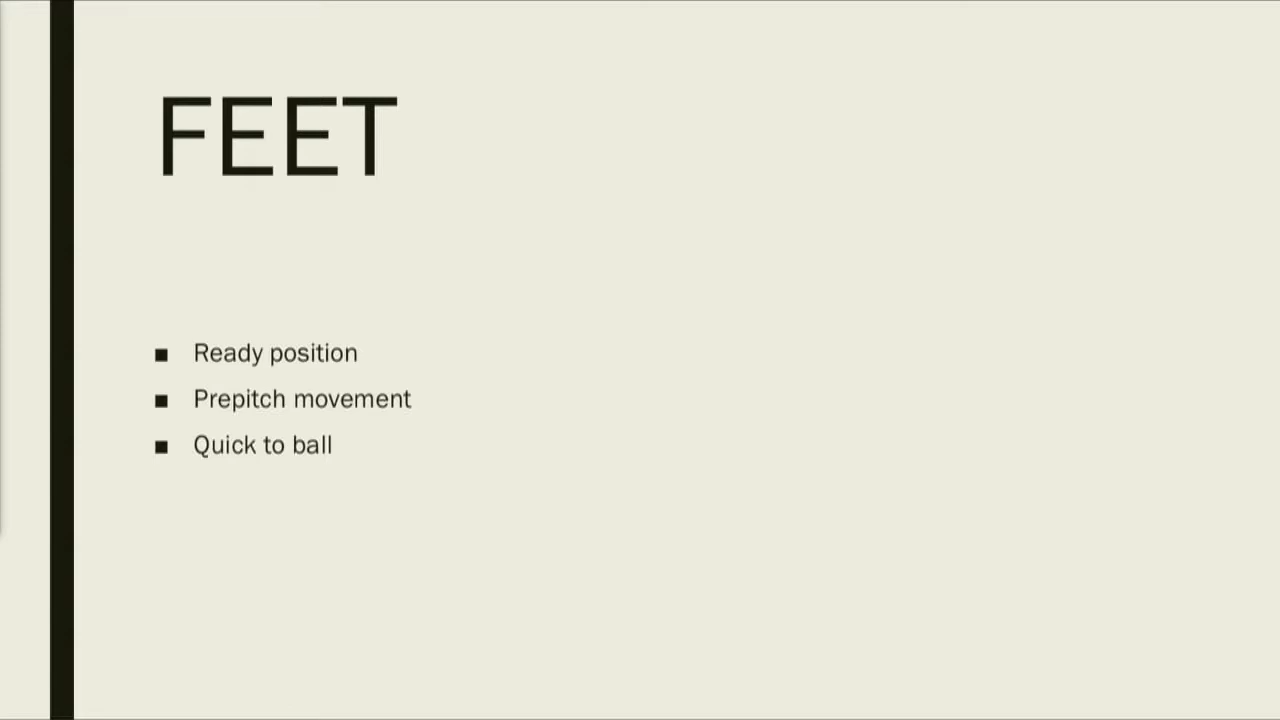 FEET
■ Ready position
■ Prepitch movement
■ Quick to ball